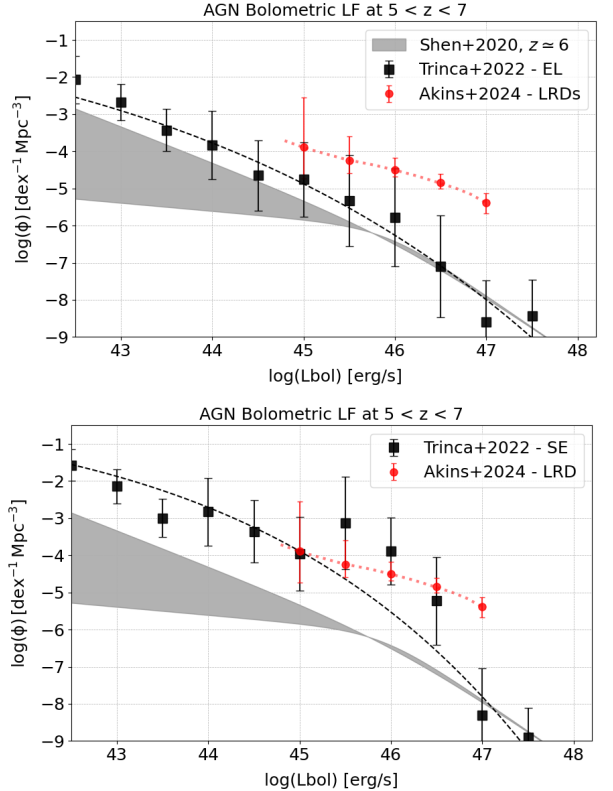 AGN Bolometric LF at 5 < z < 7
−1
−2
−3
−4
−5
−6
−7
−8
−9
log(ϕ) [dex⁻¹ Mpc⁻³]
Shen+2020, z ≃ 6
Trinca+2022 - EL
Akins+2024 - LRDs
43 44 45 46 47 48
log(Lbol) [erg/s]
AGN Bolometric LF at 5 < z < 7
−1
−2
−3
−4
−5
−6
−7
−8
−9
log(ϕ) [dex⁻¹ Mpc⁻³]
Trinca+2022 - SE
Akins+2024 - LRD
43 44 45 46 47 48
log(Lbol) [erg/s]